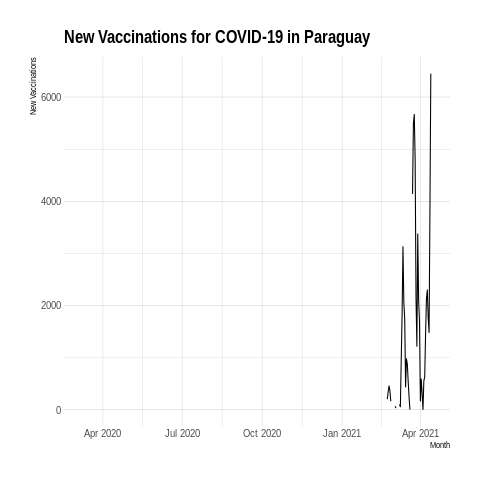 New Vaccinations for COVID-19 in Paraguay
New Vaccinations
6000
4000
2000
0
Apr 2020 Jul 2020 Oct 2020 Jan 2021 Apr 2021
Month